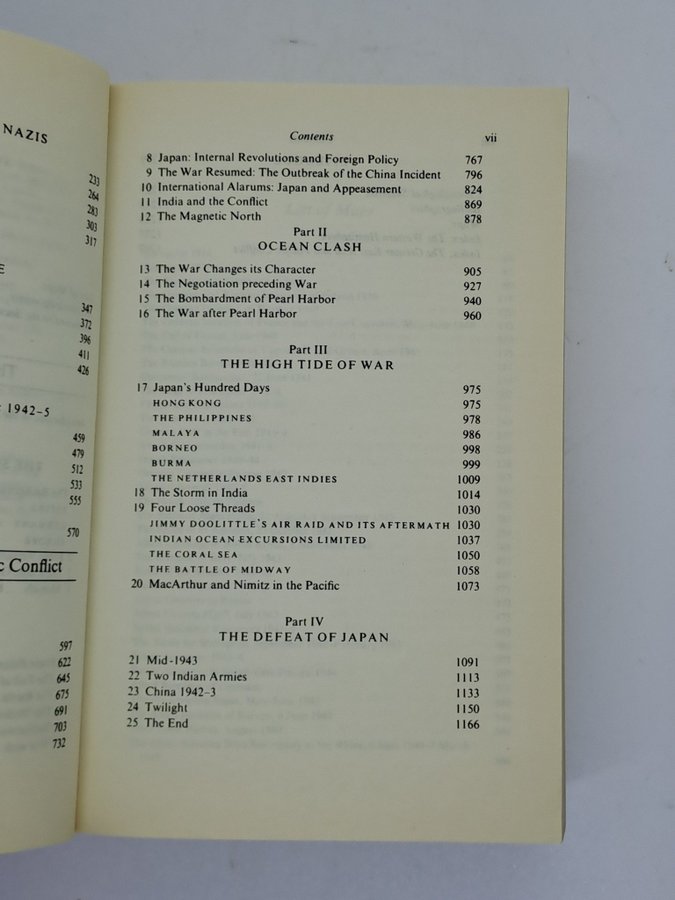 NAZIS
233
264
283
303
317
E
347
372
396
411
426
1942–5
459
479
512
533
555
570
c Conflict
597
622
645
675
691
703
732
Contents vii
8 Japan: Internal Revolutions and Foreign Policy 767
9 The War Resumed: The Outbreak of the China Incident 796
10 International Alarums: Japan and Appeasement 824
11 India and the Conflict 869
12 The Magnetic North 878
Part II
OCEAN CLASH
13 The War Changes its Character 905
14 The Negotiation preceding War 927
15 The Bombardment of Pearl Harbor 940
16 The War after Pearl Harbor 960
Part III
THE HIGH TIDE OF WAR
17 Japan's Hundred Days 975
HONG KONG 975
THE PHILIPPINES 978
MALAYA 986
BORNEO 998
BURMA 999
THE NETHERLANDS EAST INDIES 1009
18 The Storm in India 1014
19 Four Loose Threads 1030
JIMMY DOOLITTLE'S AIR RAID AND ITS AFTERMATH 1030
INDIAN OCEAN EXCURSIONS LIMITED 1037
THE CORAL SEA 1050
THE BATTLE OF MIDWAY 1058
20 MacArthur and Nimitz in the Pacific 1073
Part IV
THE DEFEAT OF JAPAN
21 Mid-1943 1091
22 Two Indian Armies 1113
23 China 1942–3 1133
24 Twilight 1150
25 The End 1166